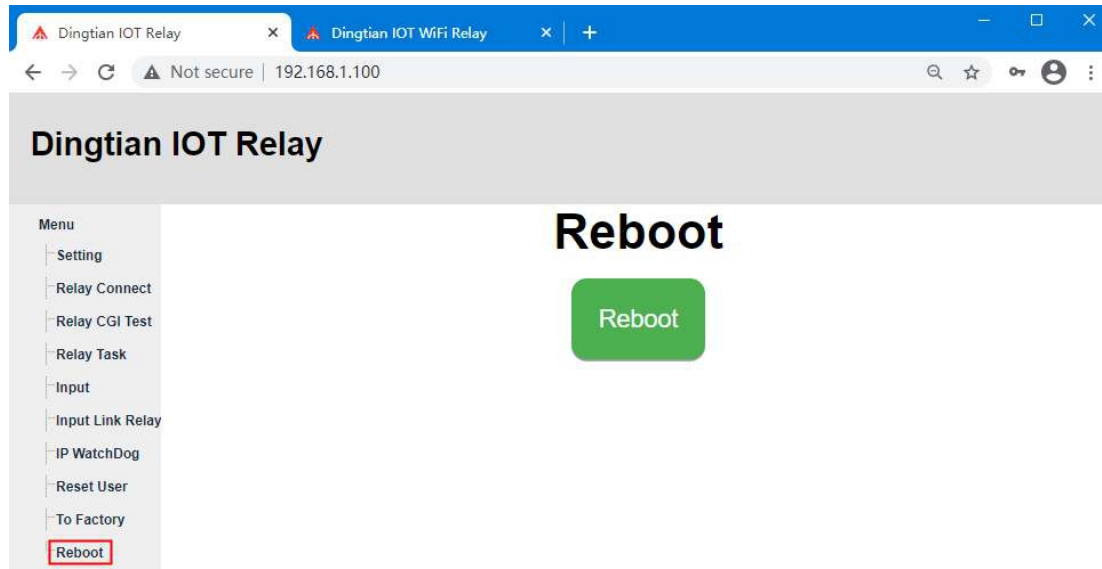 Dingtian IOT Relay
Dingtian IOT WiFi Relay
Not secure | 192.168.1.100
Dingtian IOT Relay
Menu
Setting
Relay Connect
Relay CGI Test
Relay Task
Input
Input Link Relay
IP WatchDog
Reset User
To Factory
Reboot
Reboot
Reboot